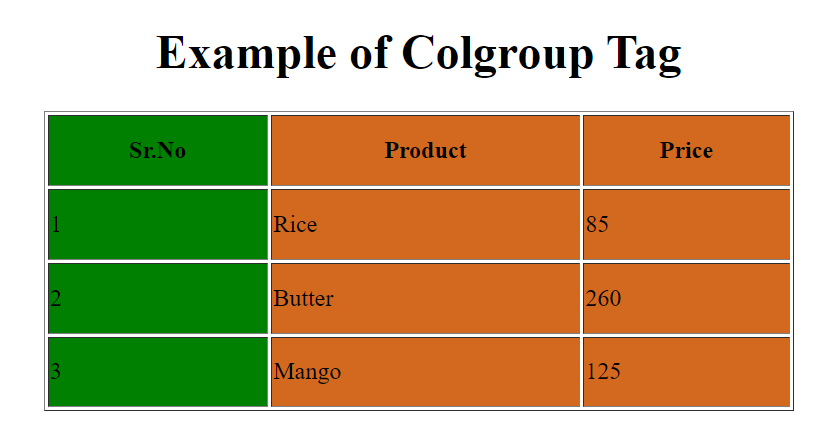 Example of Colgroup Tag
Sr.No Product Price
1 Rice 85
2 Butter 260
3 Mango 125